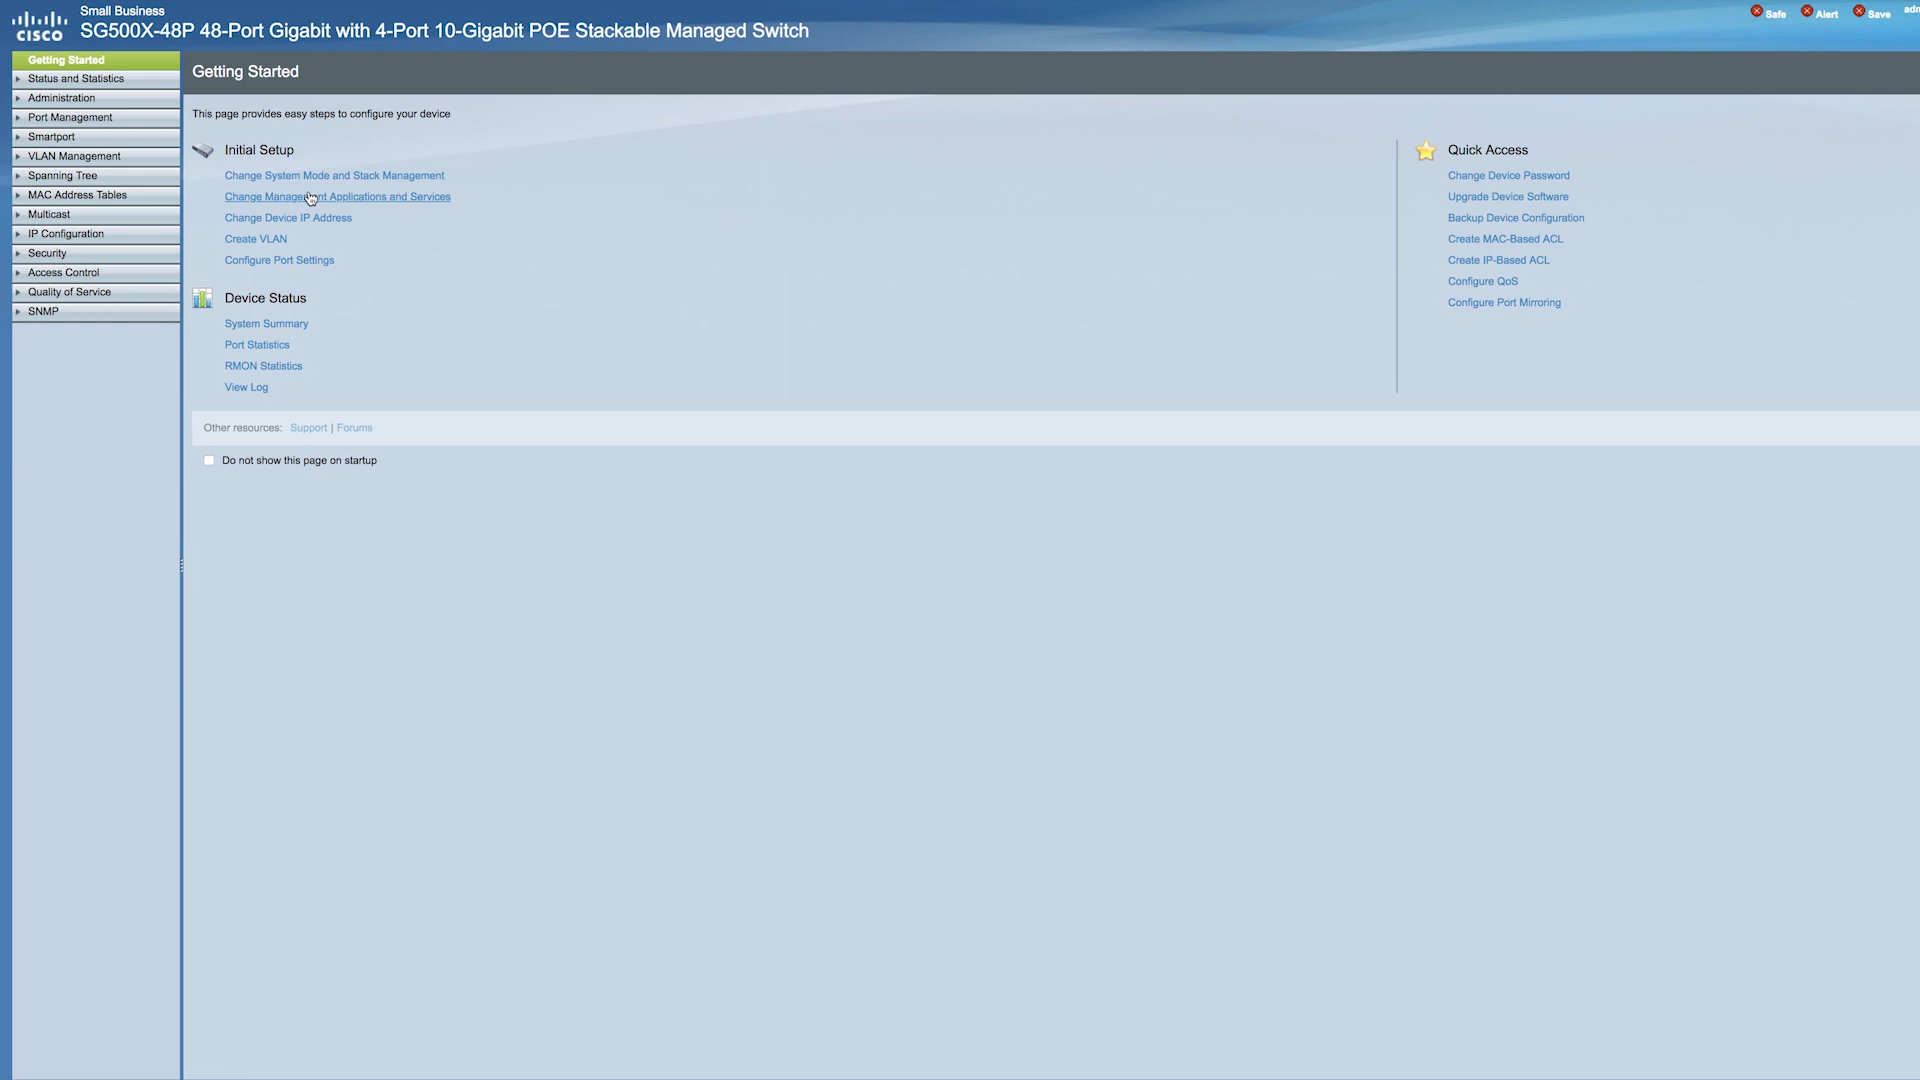 Small Business
cisco SG500X-48P 48-Port Gigabit with 4-Port 10-Gigabit POE Stackable Managed Switch
Safe Alert Save adm
Getting Started
Status and Statistics
Administration
Port Management
Smartport
VLAN Management
Spanning Tree
MAC Address Tables
Multicast
IP Configuration
Security
Access Control
Quality of Service
SNMP
Getting Started
This page provides easy steps to configure your device
Initial Setup
Change System Mode and Stack Management
Change Management Applications and Services
Change Device IP Address
Create VLAN
Configure Port Settings
Device Status
System Summary
Port Statistics
RMON Statistics
View Log
Quick Access
Change Device Password
Upgrade Device Software
Backup Device Configuration
Create MAC-Based ACL
Create IP-Based ACL
Configure QoS
Configure Port Mirroring
Other resources: Support | Forums
Do not show this page on startup